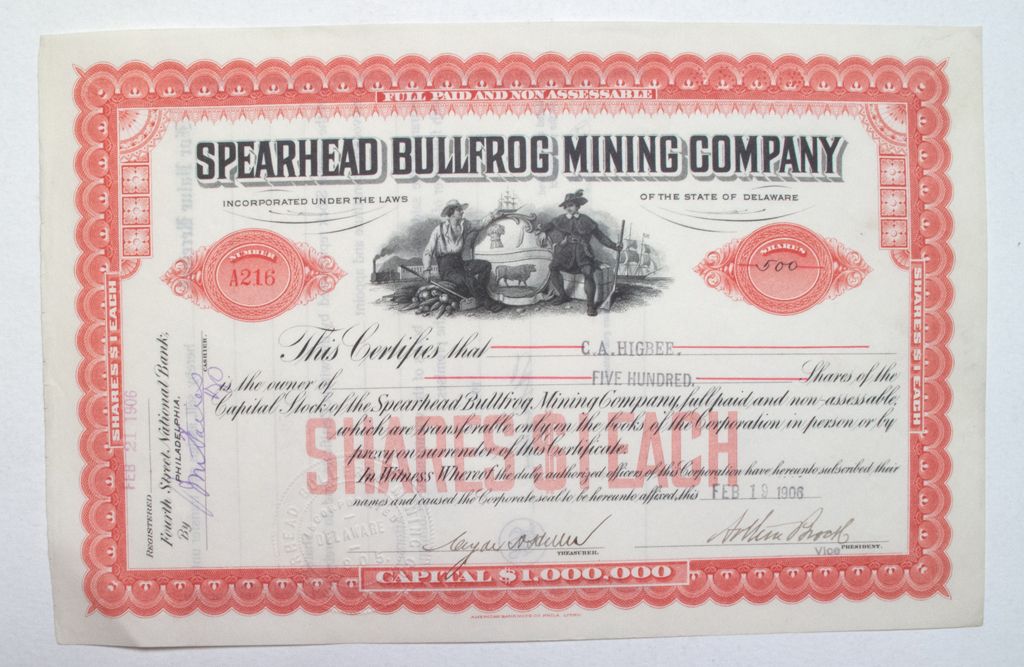 FULL PAID AND NON ASSESSABLE
SPEARHEAD BULLFROG MINING COMPANY
INCORPORATED UNDER THE LAWS OF THE STATE OF DELAWARE
NUMBER
A216
SHARES
500
This Certifies that C.A. HIGBEE.
is the owner of FIVE HUNDRED, Shares of the
Capital Stock of the Spearhead Bullfrog Mining Company, full paid and non-assessable,
which are transferable only on the books of the Corporation in person or by
proxy on surrender of this Certificate.
In Witness Whereof the duly authorized officers of this Corporation have hereunto subscribed their
names and caused the Corporate seal to be hereunto affixed, this FEB 19 1906
SHARES $1 EACH
TREASURER.
Vice PRESIDENT.
CAPITAL $1,000,000
SHARES $1 EACH
SHARES $1 EACH
FEB 21 1906
REGISTERED
Fourth Street National Bank,
PHILADELPHIA.
By
CASHIER.
DELAWARE
AMERICAN BANK NOTE CO. PHILA. LITHO.